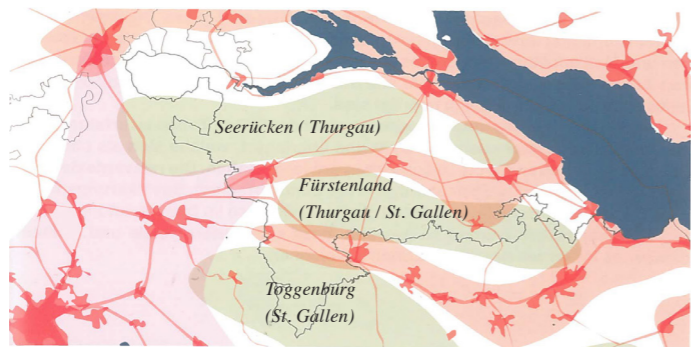 Seerücken ( Thurgau)
Fürstenland
(Thurgau / St. Gallen)
Toggenburg
(St. Gallen)